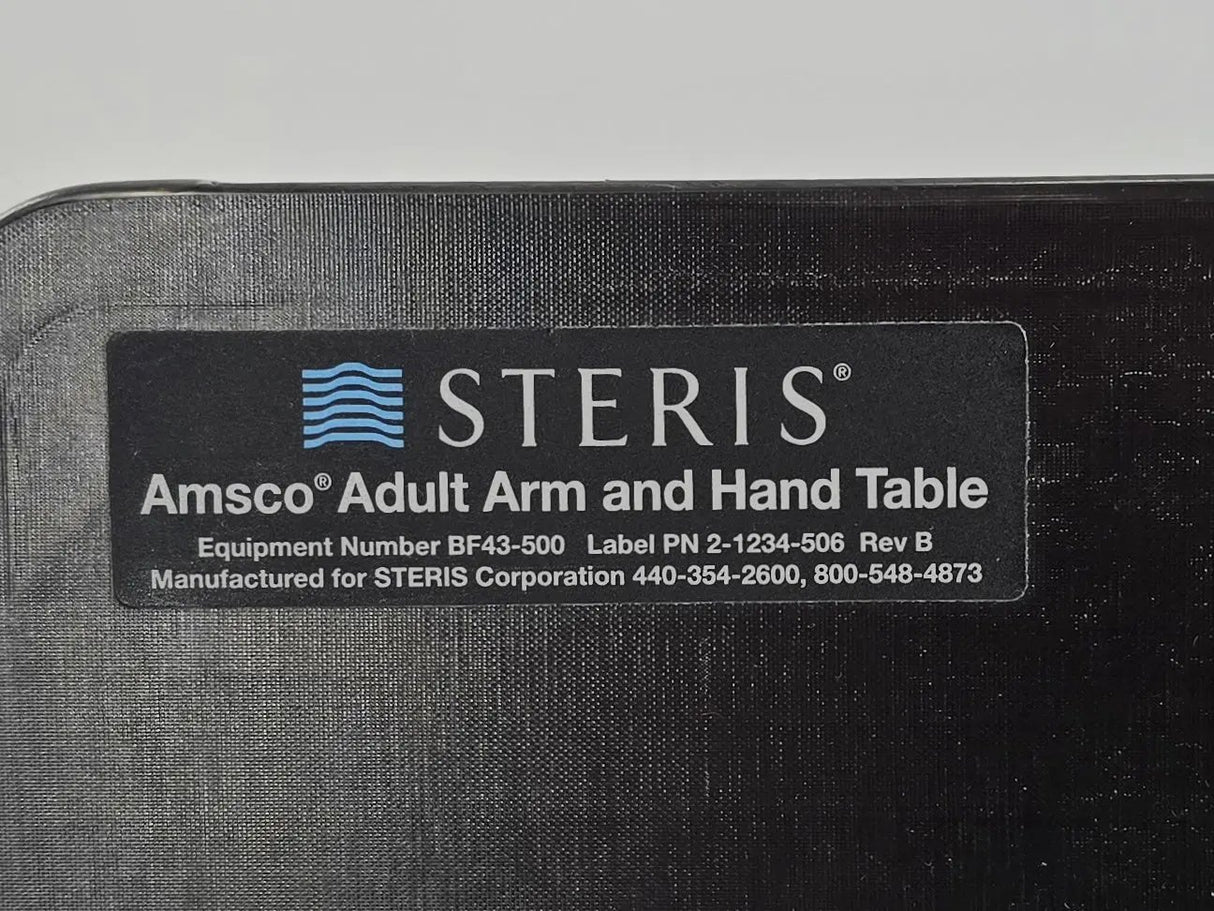 STERIS®
Amsco® Adult Arm and Hand Table
Equipment Number BF43-500 Label PN 2-1234-506 Rev B
Manufactured for STERIS Corporation 440-354-2600, 800-548-4873